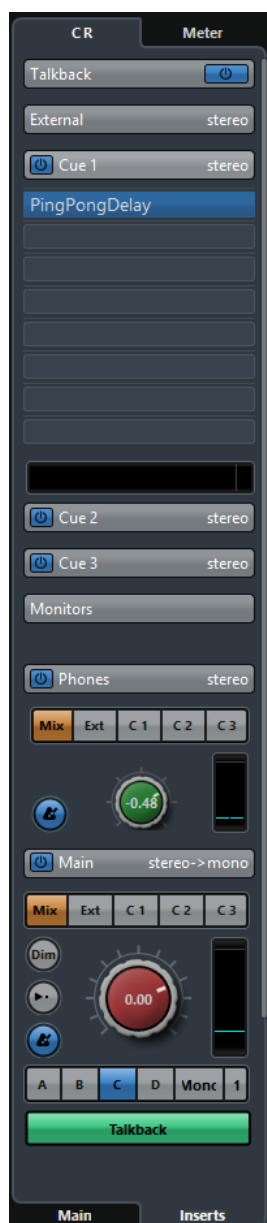 CR Meter
Talkback
External stereo
Cue 1 stereo
PingPongDelay
Cue 2 stereo
Cue 3 stereo
Monitors
Phones stereo
Mix Ext C 1 C 2 C 3
-0.48
Main stereo->mono
Mix Ext C 1 C 2 C 3
Dim
0.00
A B C D Mono 1
Talkback
Main Inserts